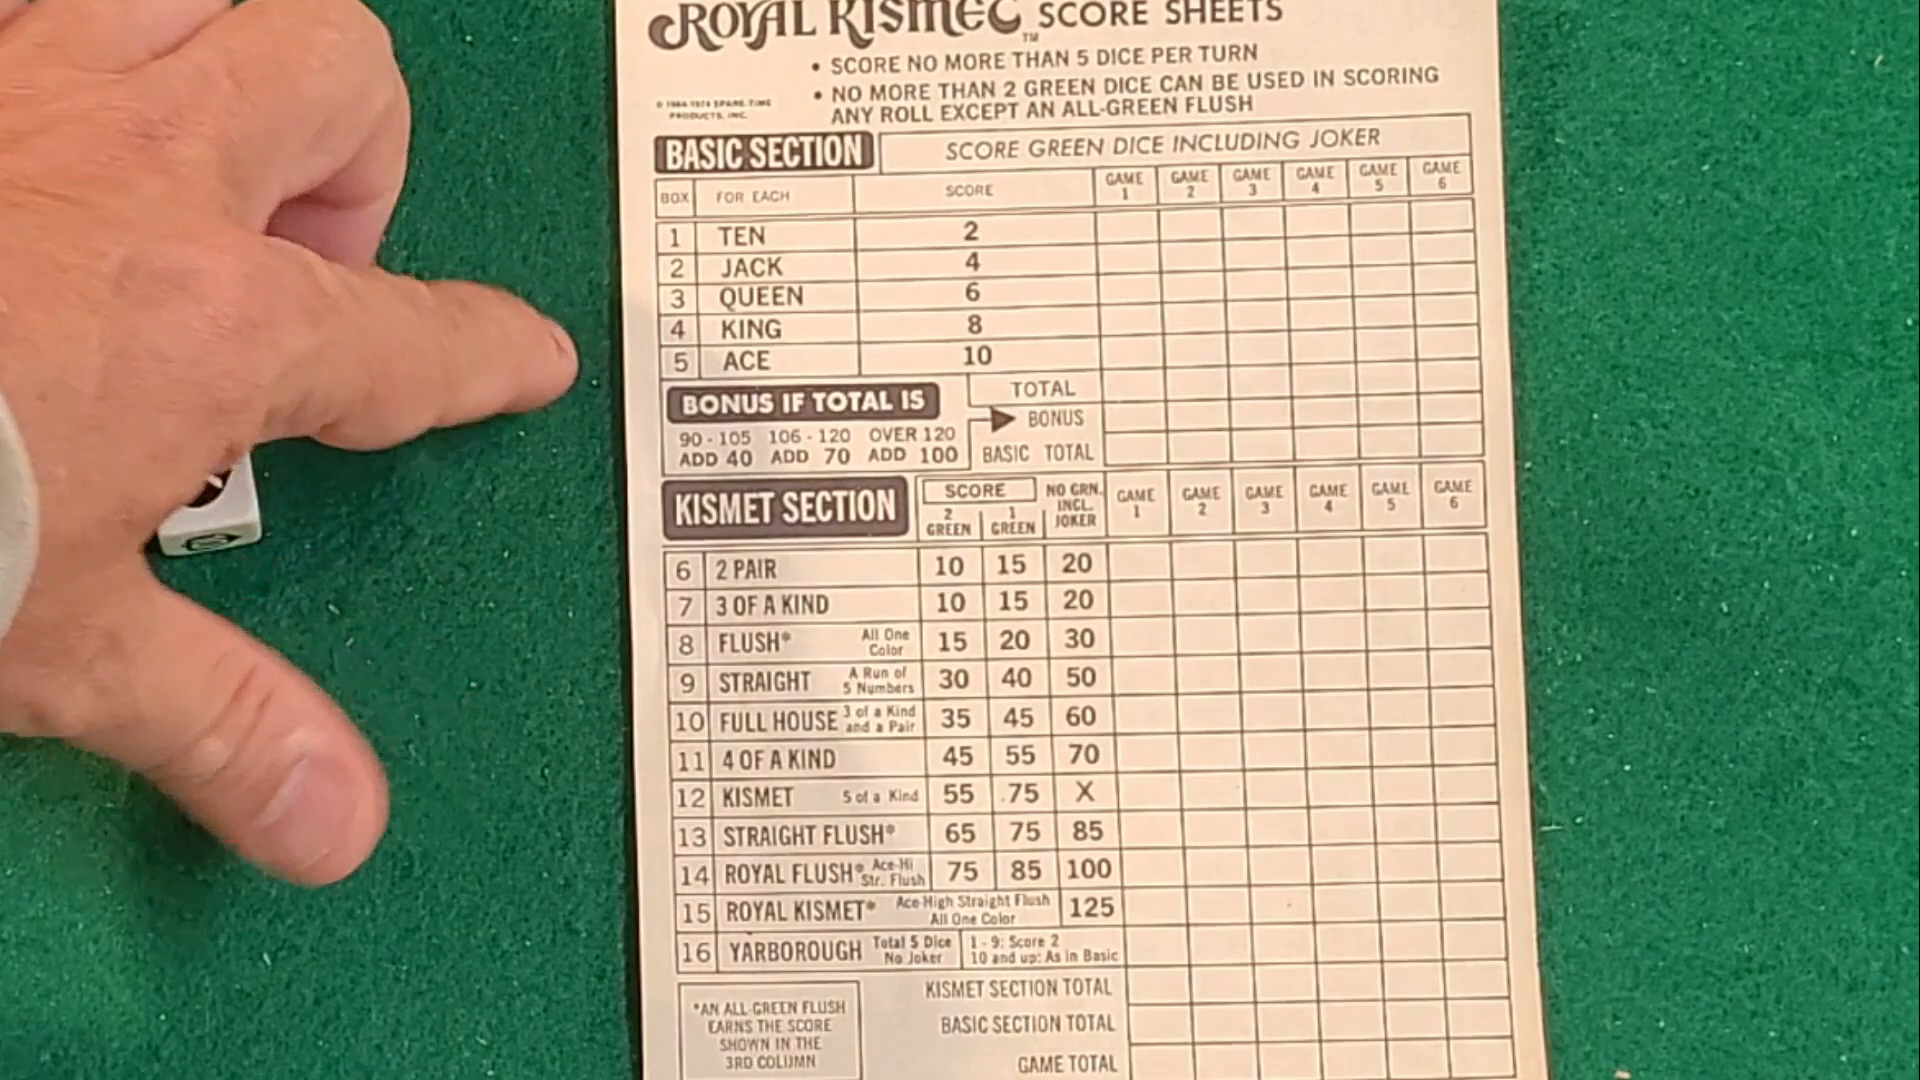 ROYAL KISMET™ SCORE SHEETS
• SCORE NO MORE THAN 5 DICE PER TURN
• NO MORE THAN 2 GREEN DICE CAN BE USED IN SCORING
ANY ROLL EXCEPT AN ALL-GREEN FLUSH
© 1964-1974 SPARE-TIME
PRODUCTS, INC.
BASIC SECTION SCORE GREEN DICE INCLUDING JOKER
BOX FOR EACH SCORE GAME 1 GAME 2 GAME 3 GAME 4 GAME 5 GAME 6
1 TEN 2
2 JACK 4
3 QUEEN 6
4 KING 8
5 ACE 10
BONUS IF TOTAL IS TOTAL
90-105 106-120 OVER 120 BONUS
ADD 40 ADD 70 ADD 100 BASIC TOTAL
KISMET SECTION SCORE 2 GREEN 1 GREEN NO GRN. INCL. JOKER GAME 1 GAME 2 GAME 3 GAME 4 GAME 5 GAME 6
6 2 PAIR 10 15 20
7 3 OF A KIND 10 15 20
8 FLUSH* All One Color 15 20 30
9 STRAIGHT A Run of 5 Numbers 30 40 50
10 FULL HOUSE 3 of a Kind and a Pair 35 45 60
11 4 OF A KIND 45 55 70
12 KISMET 5 of a Kind 55 75 X
13 STRAIGHT FLUSH* 65 75 85
14 ROYAL FLUSH* Ace-Hi Str. Flush 75 85 100
15 ROYAL KISMET* Ace-High Straight Flush All One Color 125
16 YARBOROUGH Total 5 Dice No Joker 1 - 9: Score 2 10 and up: As in Basic
KISMET SECTION TOTAL
BASIC SECTION TOTAL
GAME TOTAL
*AN ALL-GREEN FLUSH
EARNS THE SCORE
SHOWN IN THE
3RD COLUMN
10